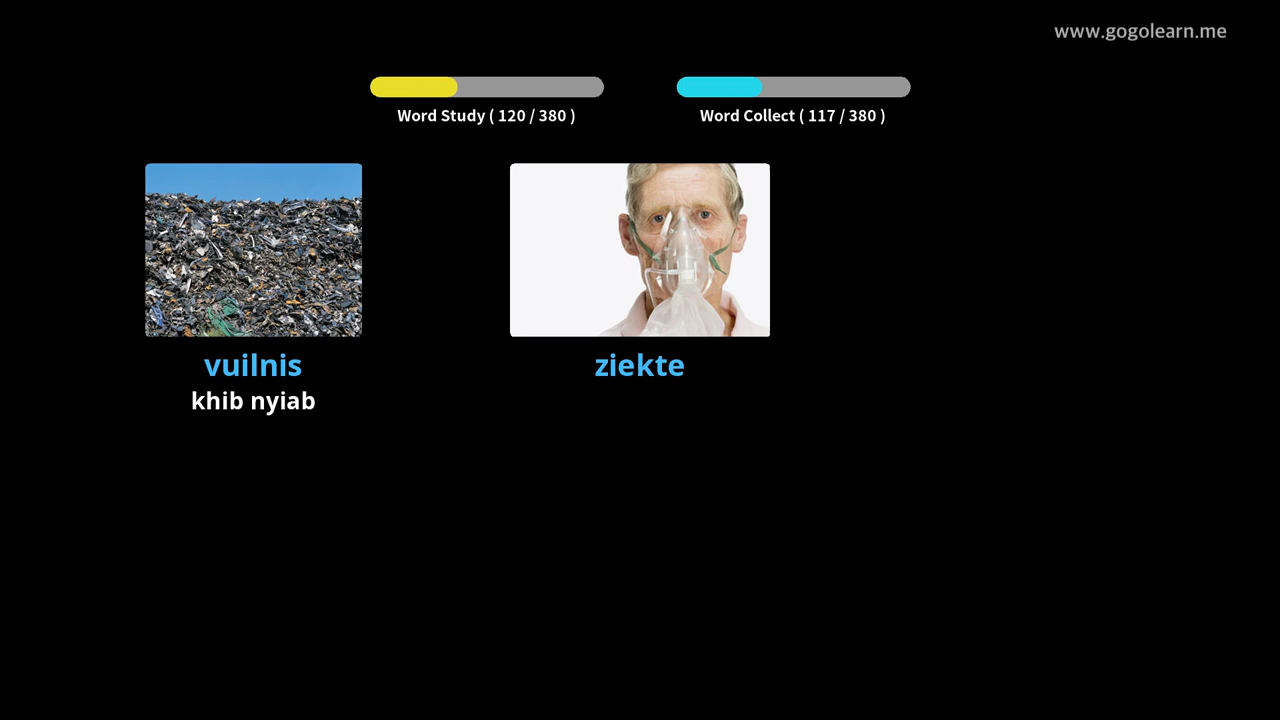 www.gogolearn.me
Word Study ( 120 / 380 )
Word Collect ( 117 / 380 )
vuilnis
khib nyiab
ziekte